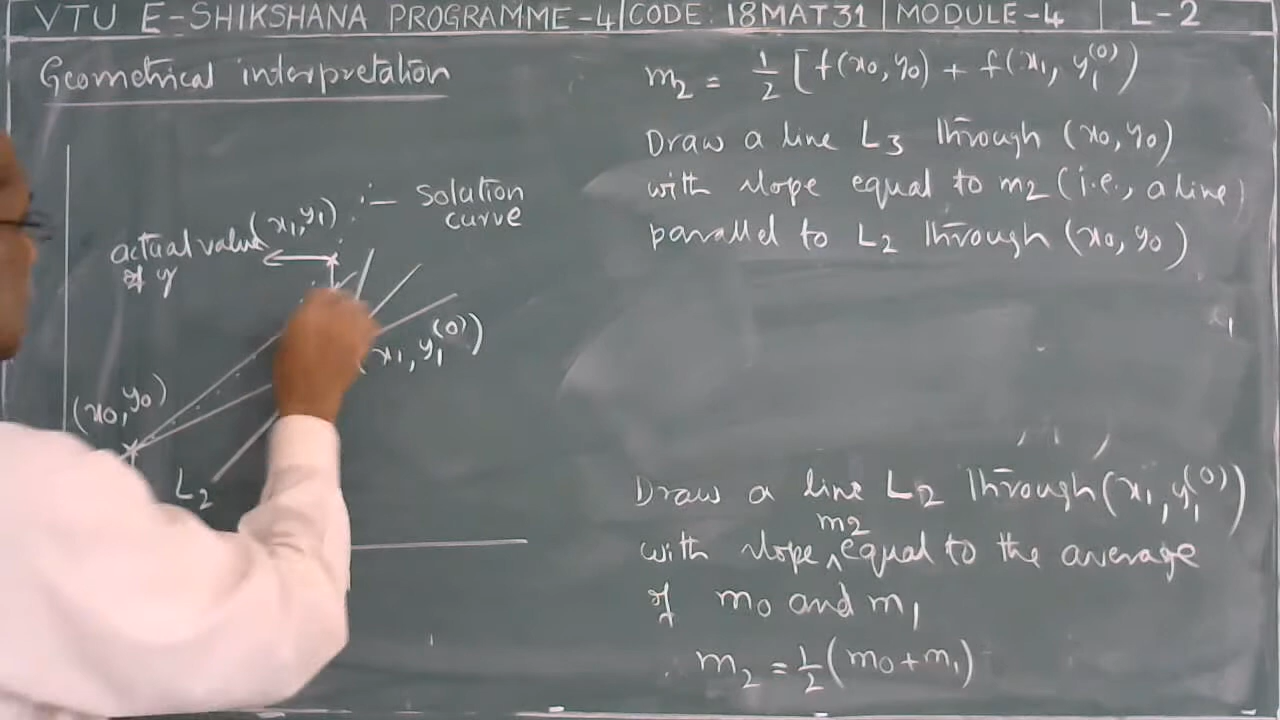 VTU E-SHIKSHANA PROGRAMME-4 | CODE: 18MAT31 | MODULE-4 | L-2
Geometrical interpretation
(x₁, y₁)
Solution
curve
actual value
of y
(x₁, y₁⁽⁰⁾)
(x₀, y₀)
L₂
m₂ = 1/2 [f(x₀, y₀) + f(x₁, y₁⁽⁰⁾)
Draw a line L₃ through (x₀, y₀)
with slope equal to m₂ (i.e., a line)
parallel to L₂ through (x₀, y₀)
Draw a line L₂ through (x₁, y₁⁽⁰⁾)
m₂
with slope ^ equal to the average
of m₀ and m₁
m₂ = 1/2 (m₀ + m₁)